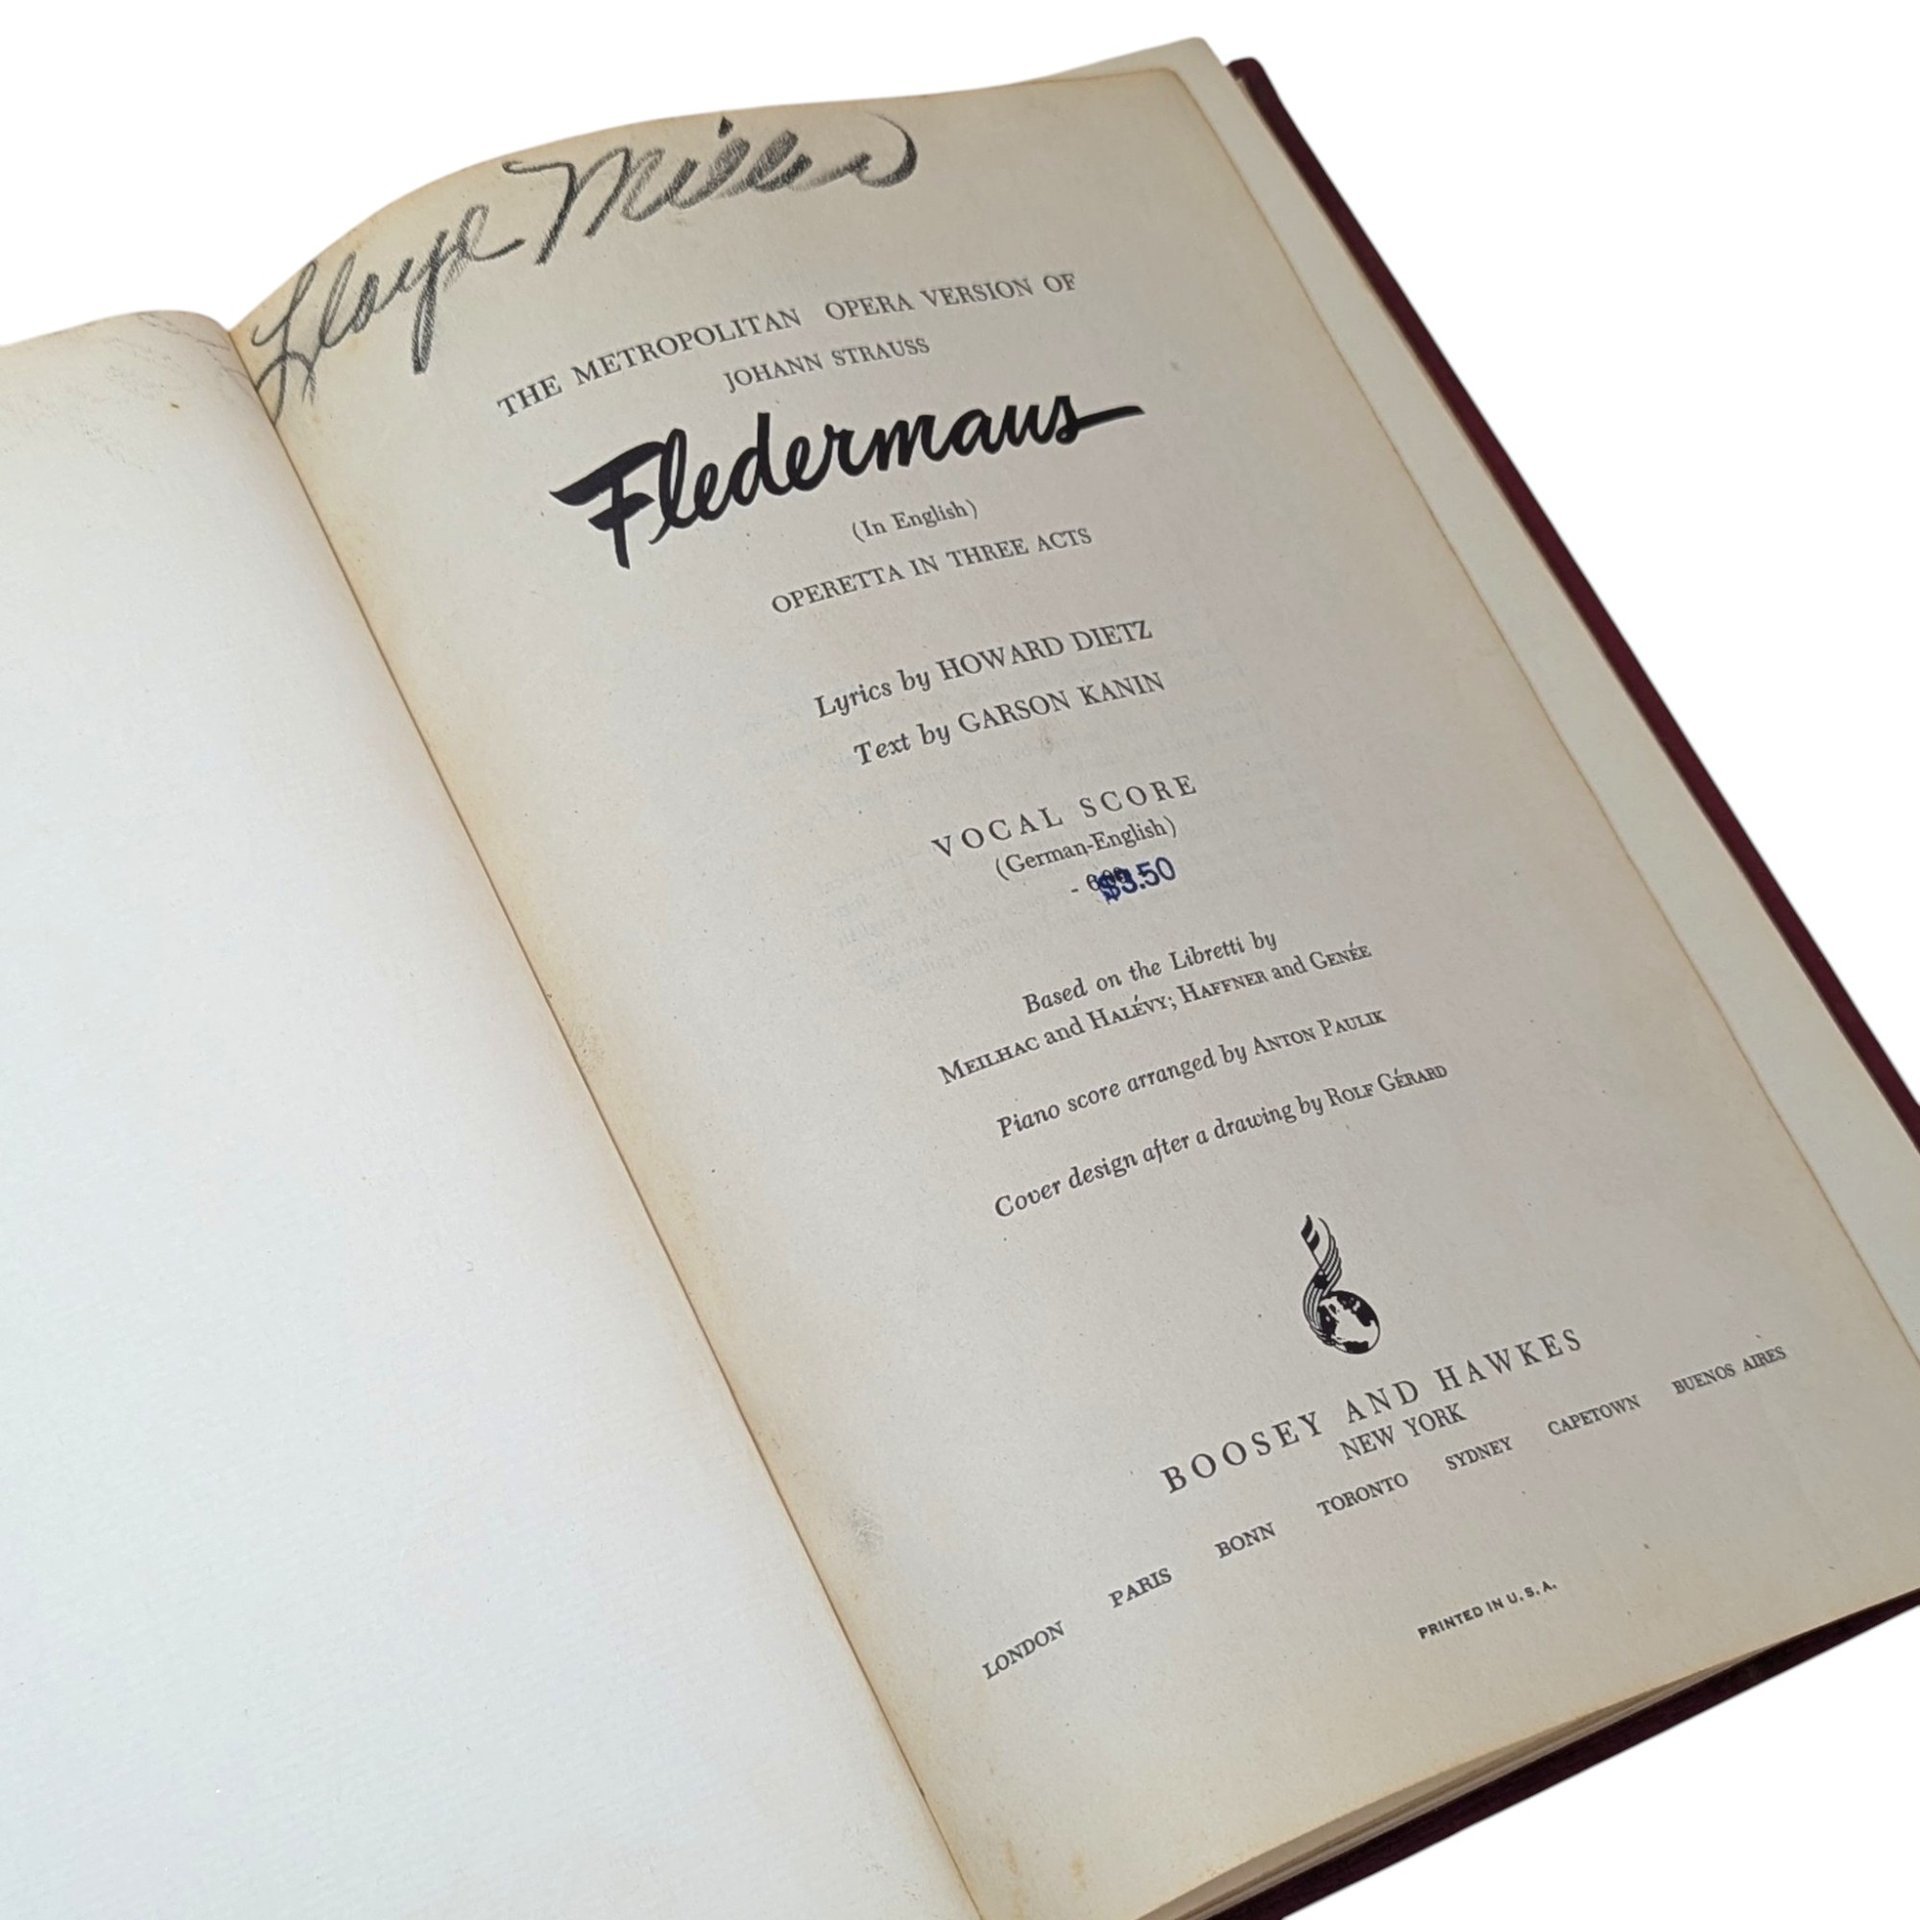 Lloyd Miller
THE METROPOLITAN OPERA VERSION OF
JOHANN STRAUSS
Fledermaus
(In English)
OPERETTA IN THREE ACTS
Lyrics by HOWARD DIETZ
Text by GARSON KANIN
VOCAL SCORE
(German-English)
$3.50
Based on the Libretti by
MEILHAC and HALÉVY; HAFFNER and GENÉE
Piano score arranged by ANTON PAULIK
Cover design after a drawing by ROLF GÉRARD
BOOSEY AND HAWKES
NEW YORK
LONDON PARIS BONN TORONTO SYDNEY CAPETOWN BUENOS AIRES
PRINTED IN U.S.A.